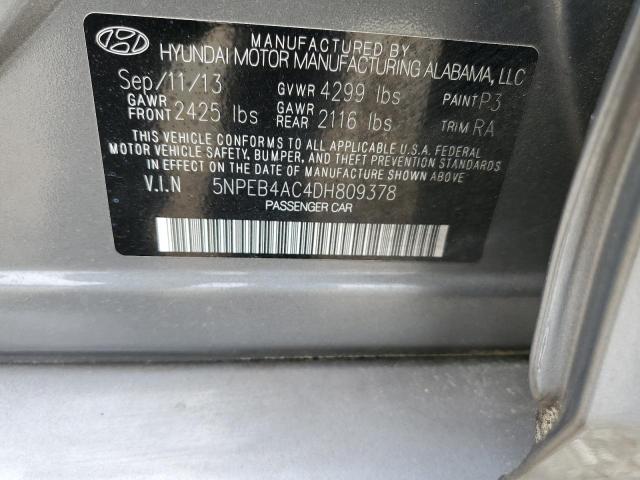 MANUFACTURED BY
HYUNDAI MOTOR MANUFACTURING ALABAMA, LLC
Sep/11/13 GVWR 4299 lbs PAINT P3
GAWR FRONT 2425 lbs GAWR REAR 2116 lbs TRIM RA
THIS VEHICLE CONFORMS TO ALL APPLICABLE U.S.A. FEDERAL
MOTOR VEHICLE SAFETY, BUMPER, AND THEFT PREVENTION STANDARDS
IN EFFECT ON THE DATE OF MANUFACTURE SHOWN ABOVE.
V.I.N 5NPEB4AC4DH809378
PASSENGER CAR